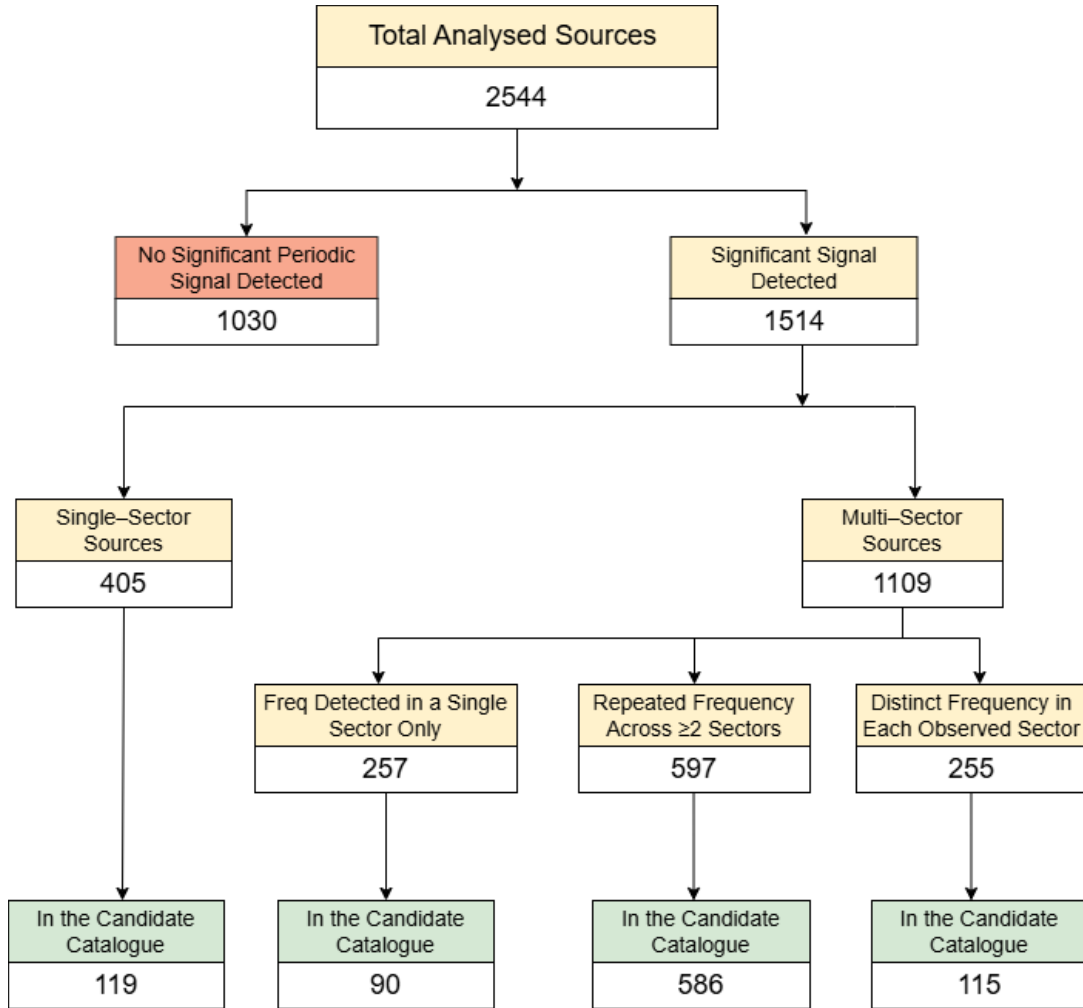 Total Analysed Sources
2544
No Significant Periodic
Signal Detected
1030
Significant Signal
Detected
1514
Single–Sector
Sources
405
Multi–Sector
Sources
1109
Freq Detected in a Single
Sector Only
257
Repeated Frequency
Across ≥2 Sectors
597
Distinct Frequency in
Each Observed Sector
255
In the Candidate
Catalogue
119
In the Candidate
Catalogue
90
In the Candidate
Catalogue
586
In the Candidate
Catalogue
115